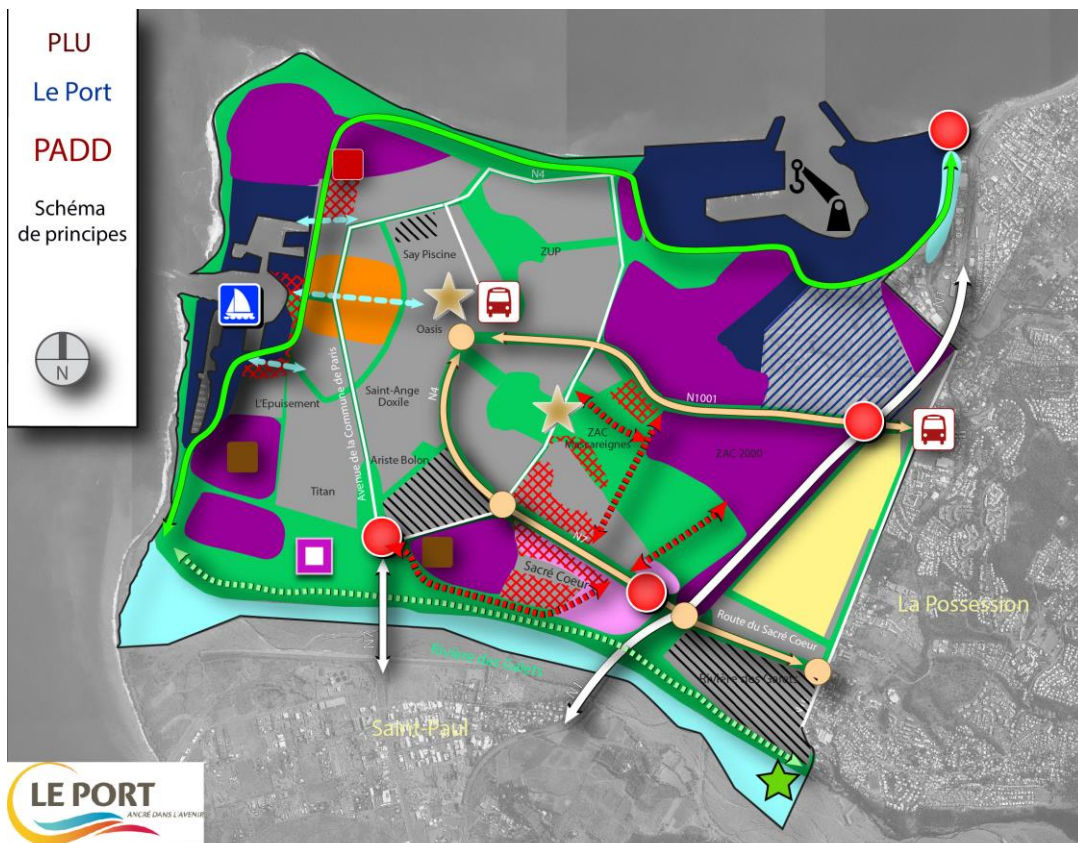 PLU
Le Port
PADD
Schéma
de principes
N
N4
Say Piscine
ZUP
Oasis
Avenue de la Commune de Paris
Saint-Ange
Doxile
N4
N1001
L'Epuisement
ZAC
Ariste Bolon
ZAC 2000
Titan
N7
Sacré Coeur
Route du Sacré Coeur
La Possession
Rivière des Galets
Rivière des Galets
Saint-Paul
LE PORT
ANCRÉ DANS L'AVENIR